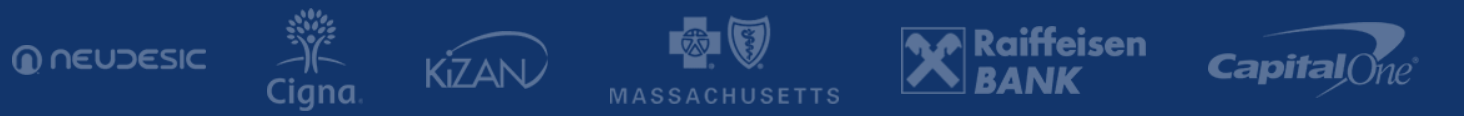 NEUDESIC
Cigna.
KiZAN
MASSACHUSETTS
Raiffeisen
BANK
CapitalOne®